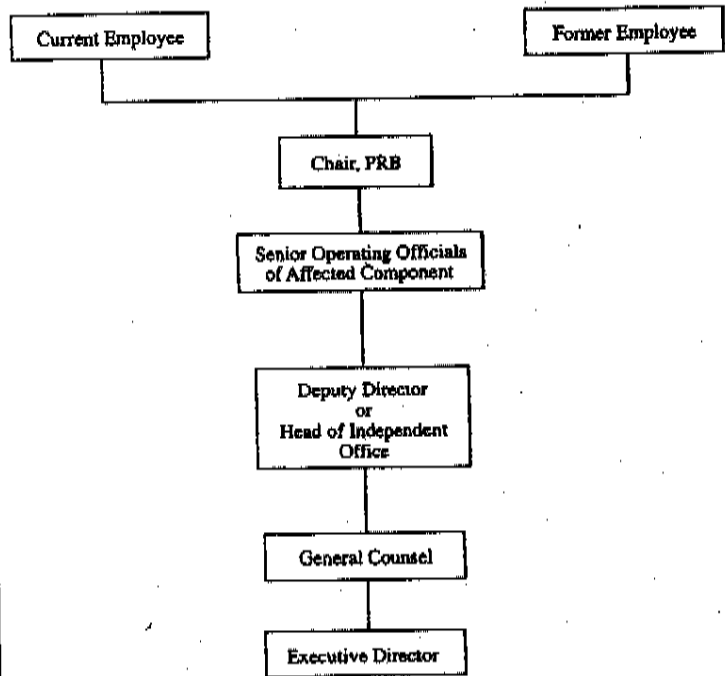 Current Employee
Former Employee
Chair, PRB
Senior Operating Officials
of Affected Component
Deputy Director
or
Head of Independent
Office
General Counsel
Executive Director